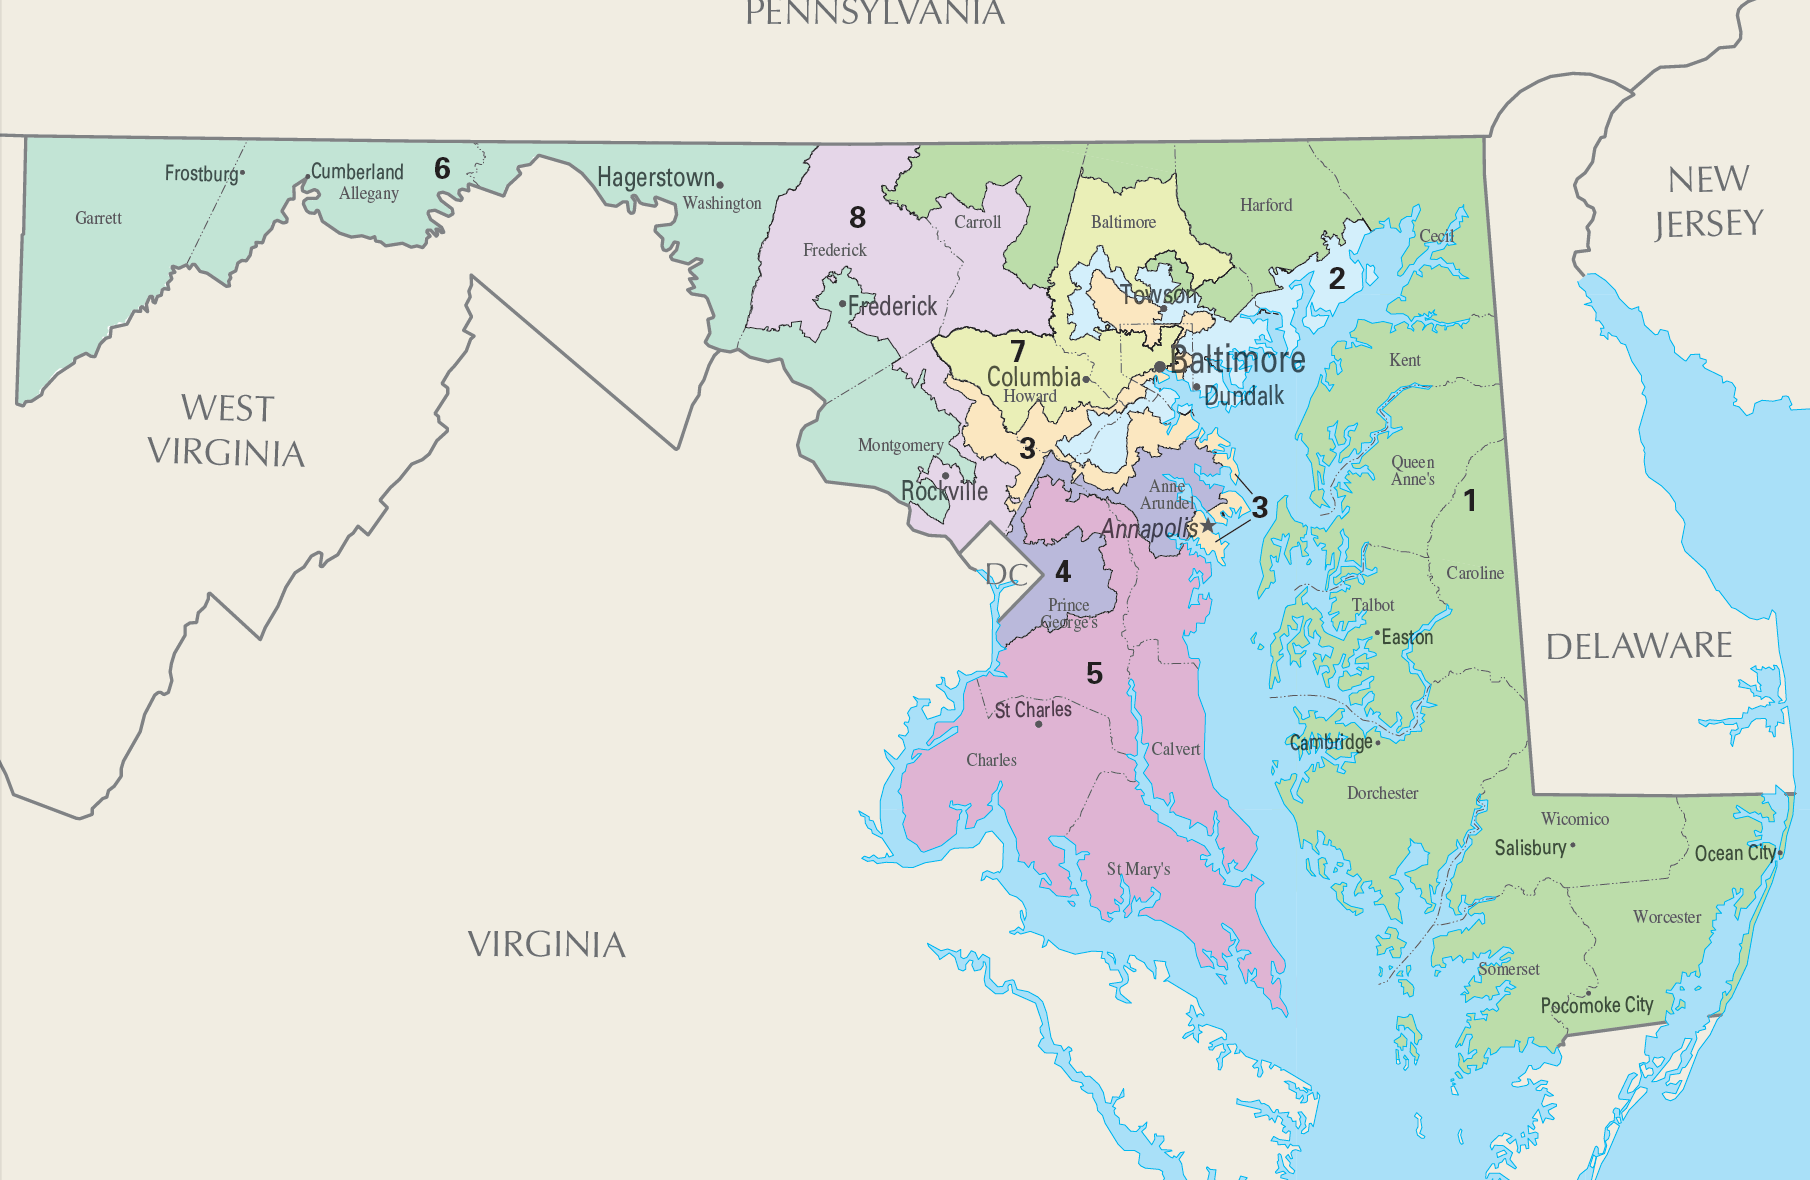 PENNSYLVANIA
NEW
JERSEY
Frostburg
Cumberland
6
Allegany
Garrett
Hagerstown
Washington
8
Carroll
Frederick
Frederick
Baltimore
Harford
Cecil
2
Towson
7
Columbia
Howard
Baltimore
Dundalk
Kent
WEST
VIRGINIA
Montgomery
3
Rockville
Anne
Arundel
Annapolis
3
Queen
Anne's
1
DC
4
Prince
George's
Caroline
Talbot
Easton
DELAWARE
5
St Charles
Charles
Calvert
Cambridge
Dorchester
Wicomico
Salisbury
Ocean City
St Mary's
Worcester
VIRGINIA
Somerset
Pocomoke City